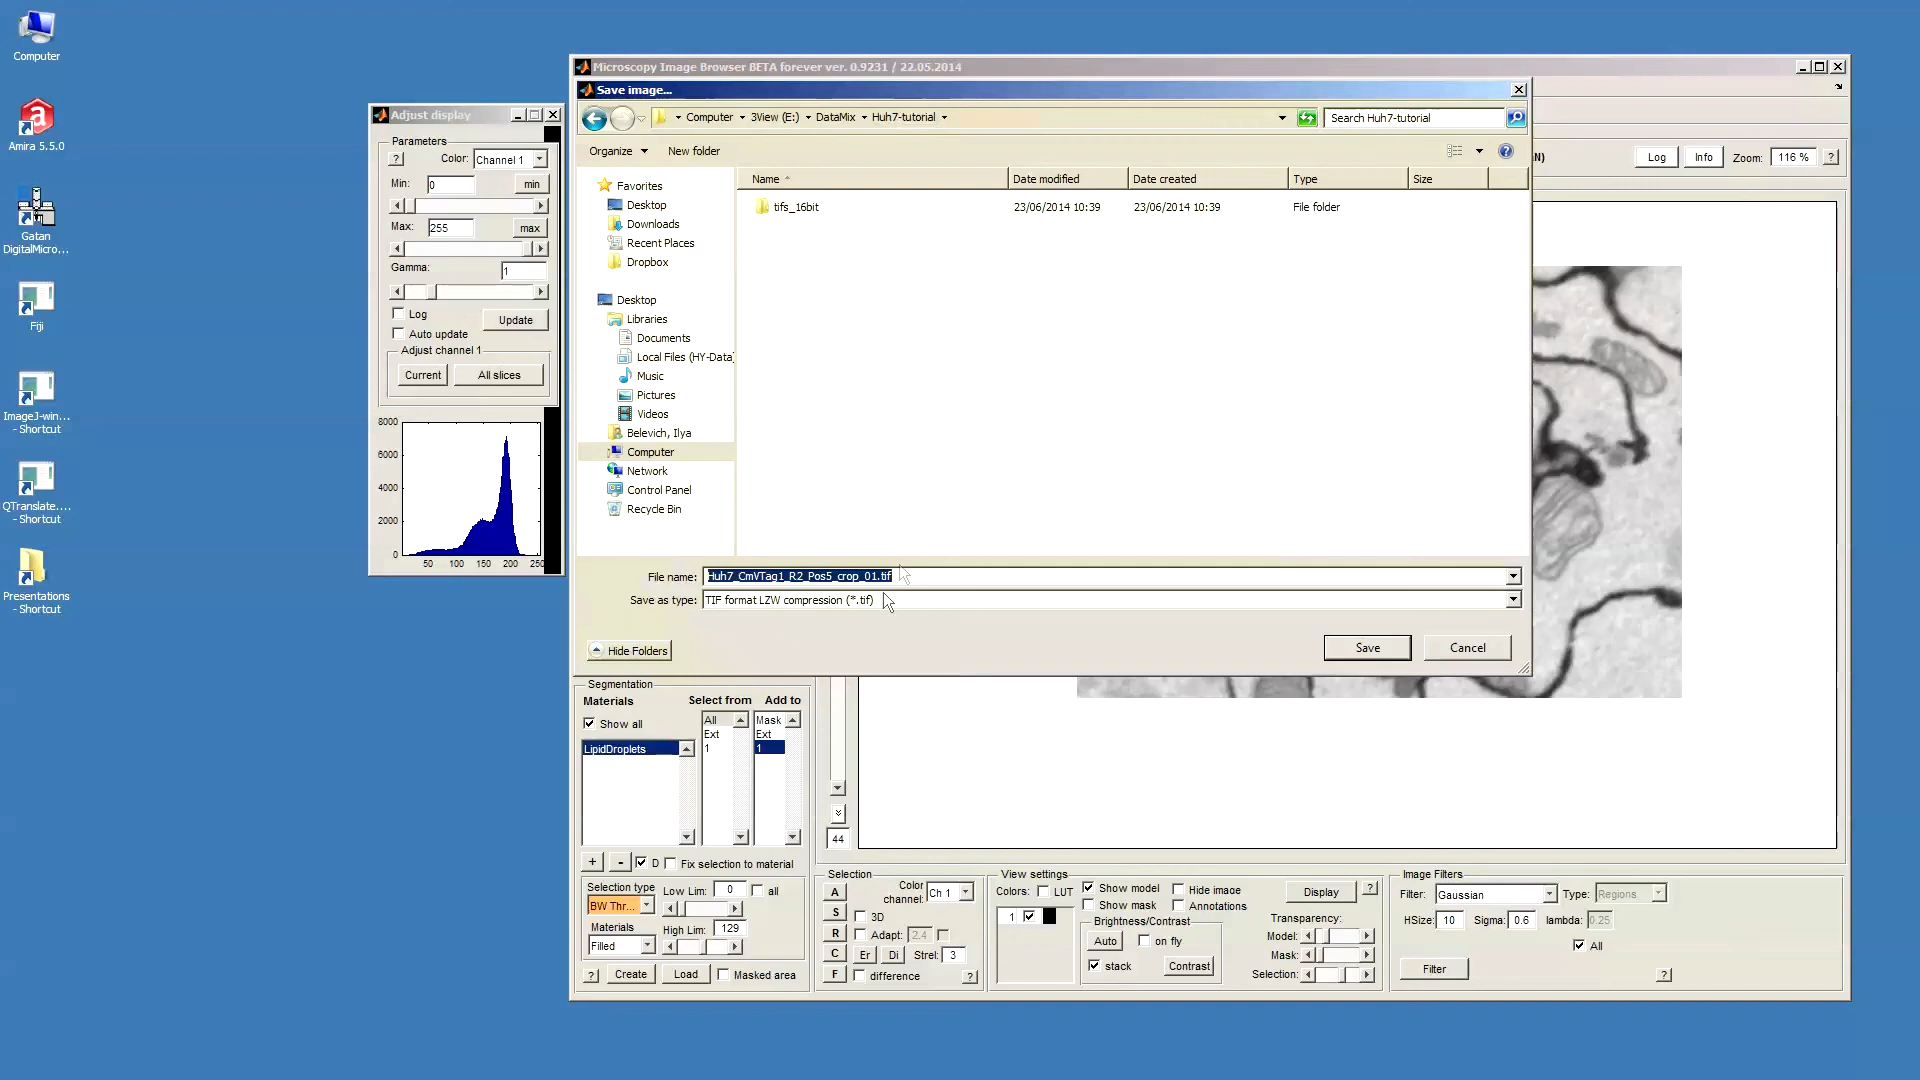 Computer
Amira 5.5.0
Gatan
DigitalMicro...
Fiji
ImageJ-win...
- Shortcut
QTranslate....
- Shortcut
Presentations
- Shortcut
Adjust display
Parameters
? Color: Channel 1
Min: 0 min
Max: 255 max
Gamma: 1
Log
Update
Auto update
Adjust channel 1
Current All slices
8000
6000
4000
2000
0
50 100 150 200 250
Microscopy Image Browser BETA forever ver. 0.9231 / 22.05.2014
Save image...
Computer 3View (E:) DataMix Huh7-tutorial
Search Huh7-tutorial
Organize New folder
Favorites
Desktop
Downloads
Recent Places
Dropbox
Desktop
Libraries
Documents
Local Files (HY-Data)
Music
Pictures
Videos
Belevich, Ilya
Computer
Network
Control Panel
Recycle Bin
Name Date modified Date created Type Size
tifs_16bit 23/06/2014 10:39 23/06/2014 10:39 File folder
File name: Huh7_CmVTag1_R2_Pos5_crop_01.tif
Save as type: TIF format LZW compression (*.tif)
Hide Folders
Save Cancel
Log Info Zoom: 116 % ?
Segmentation
Materials Select from Add to
Show all
LipidDroplets
All
Ext
1
Mask
Ext
1
+ - D Fix selection to material
44
Selection type
BW Thr...
Low Lim: 0 all
Materials
Filled
High Lim: 129
? Create Load Masked area
Selection
A
S
R
C
F
Color
channel: Ch 1
3D
Adapt: 2.4
Er Di Strel: 3
difference ?
View settings
Colors: LUT
1
Show model Hide image
Show mask Annotations
Display ?
Brightness/Contrast
Auto on fly
stack Contrast
Transparency:
Model:
Mask:
Selection:
Image Filters
Filter: Gaussian Type: Regions
HSize: 10 Sigma: 0.6 lambda: 0.25
All
Filter ?